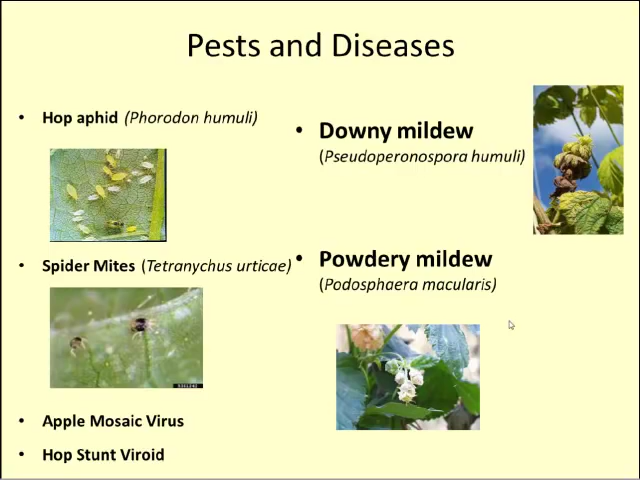 Pests and Diseases
• Hop aphid (Phorodon humuli)
• Spider Mites (Tetranychus urticae)
• Apple Mosaic Virus
• Hop Stunt Viroid
• Downy mildew
(Pseudoperonospora humuli)
• Powdery mildew
(Podosphaera macularis)